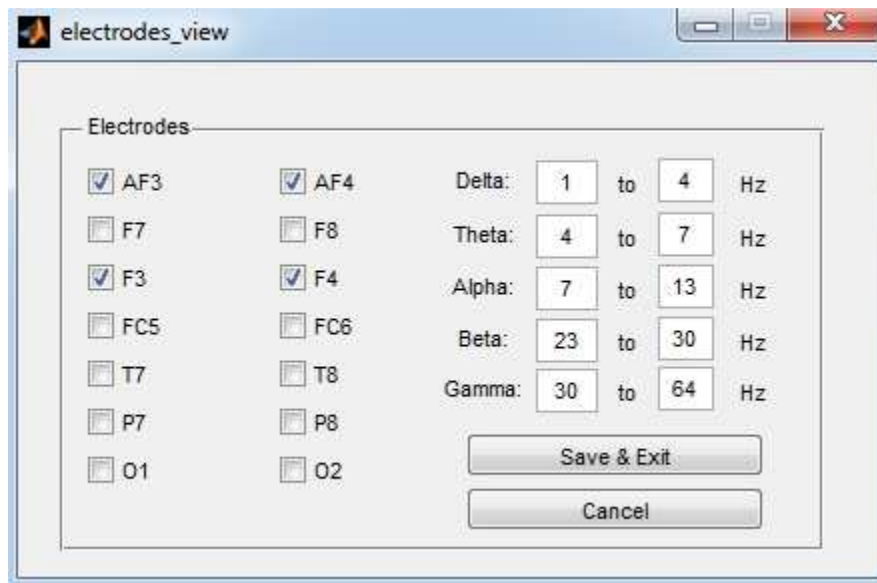 electrodes_view
Electrodes
AF3 AF4 Delta: 1 to 4 Hz
F7 F8 Theta: 4 to 7 Hz
F3 F4 Alpha: 7 to 13 Hz
FC5 FC6 Beta: 23 to 30 Hz
T7 T8 Gamma: 30 to 64 Hz
P7 P8
Save & Exit
O1 O2
Cancel